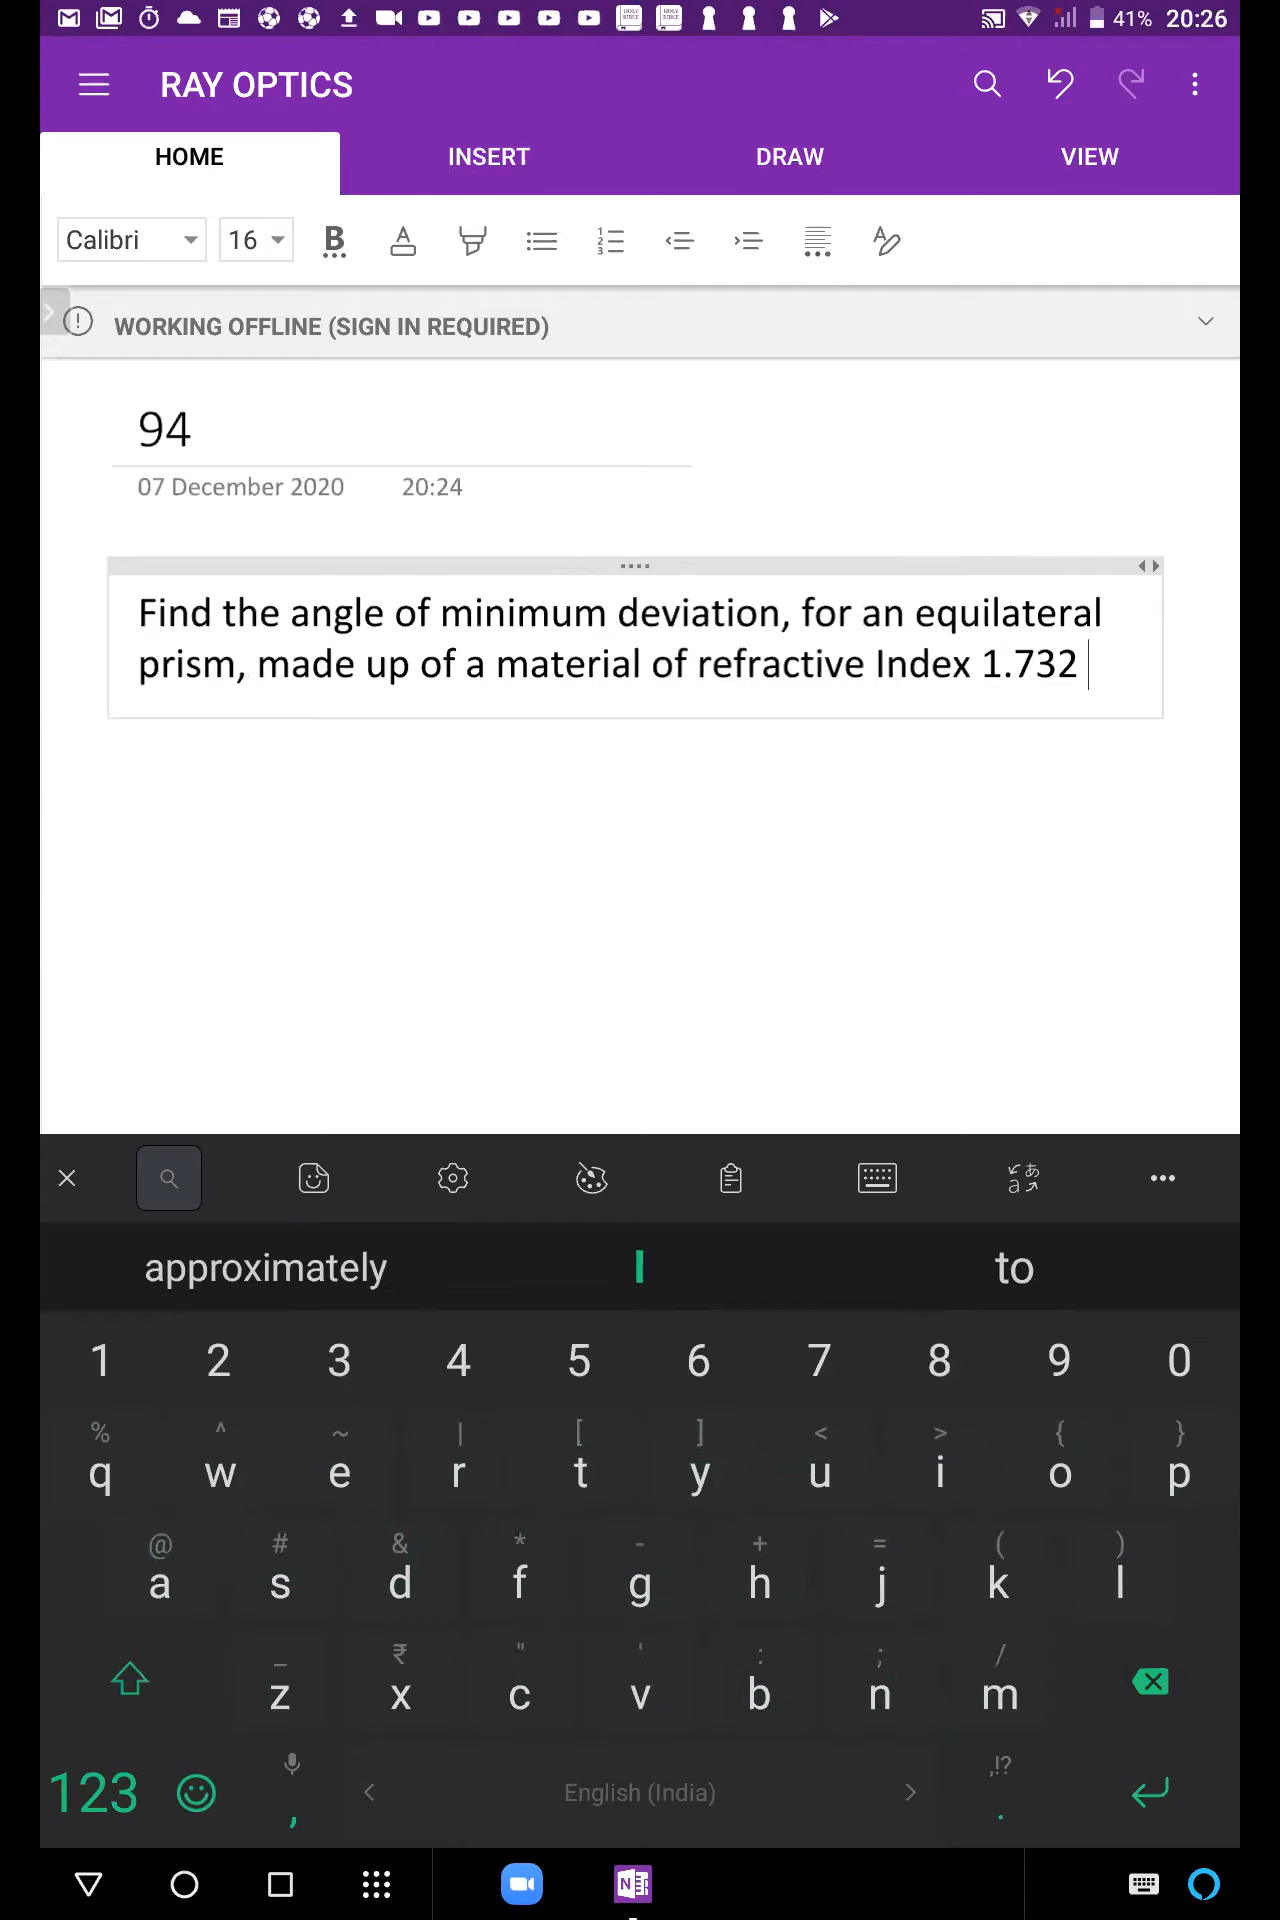 41% 20:26
RAY OPTICS
HOME INSERT DRAW VIEW
Calibri 16 B A
WORKING OFFLINE (SIGN IN REQUIRED)
94
07 December 2020 20:24
Find the angle of minimum deviation, for an equilateral
prism, made up of a material of refractive Index 1.732
approximately I to
1 2 3 4 5 6 7 8 9 0
% ^ ~ | [ ] < > { }
q w e r t y u i o p
@ # & * - + = ( )
a s d f g h j k l
_ ₹ " ' : ; /
z x c v b n m
,!?
123 , < English (India) > .